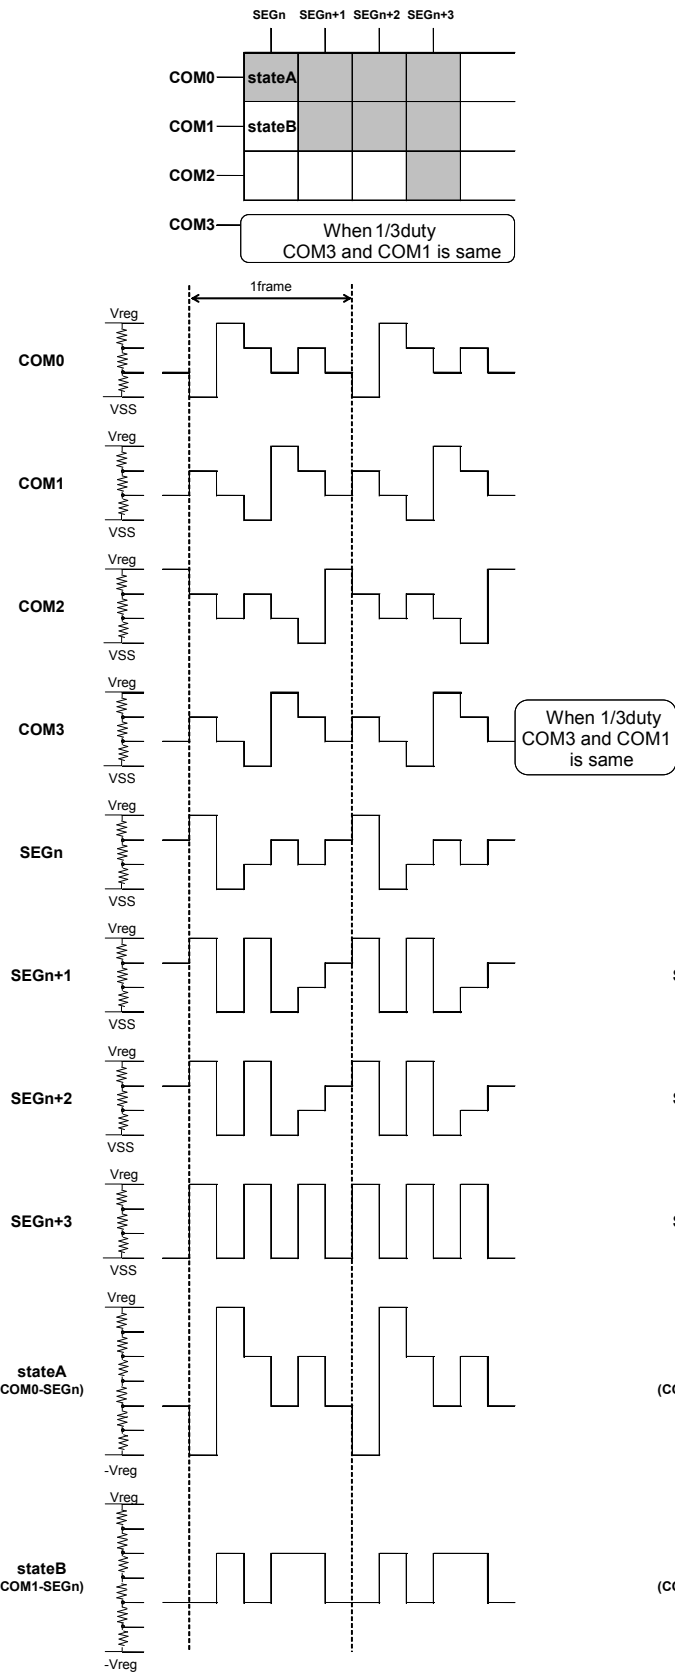 SEGn SEGn+1 SEGn+2 SEGn+3
COM0 stateA
COM1 stateB
COM2
COM3
When 1/3duty
COM3 and COM1 is same
1frame
Vreg
COM0
VSS
Vreg
COM1
VSS
Vreg
COM2
VSS
Vreg
COM3
VSS
When 1/3duty
COM3 and COM1
is same
Vreg
SEGn
VSS
Vreg
SEGn+1
VSS
Vreg
SEGn+2
VSS
Vreg
SEGn+3
VSS
Vreg
stateA
COM0-SEGn)
-Vreg
Vreg
stateB
COM1-SEGn)
-Vreg